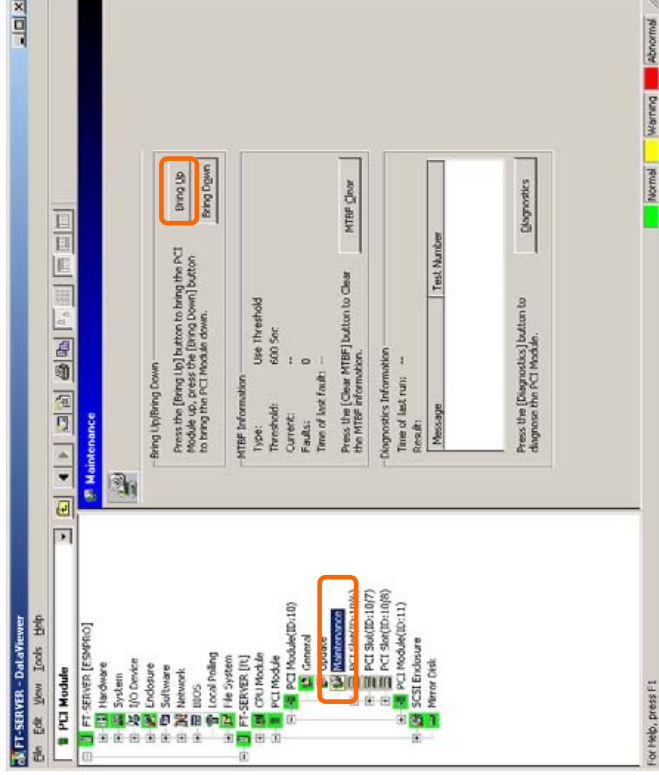 FT-SERVER - DataViewer
File Edit View Tools Help
PCI Module
FT-SERVER [ESMPRO]
Hardware
System
I/O Device
Enclosure
Software
Network
BIOS
Local Polling
File System
FT-SERVER [ft]
CPU Module
PCI Module
PCI Module(ID:10)
General
Update
Maintenance
PCI Slot(ID:10/6)
PCI Slot(ID:10/7)
PCI Slot(ID:10/8)
PCI Module(ID:11)
SCSI Enclosure
Mirror Disk
Maintenance
Bring Up/Bring Down
Press the [Bring Up] button to bring the PCI
Module up, press the [Bring Down] button
to bring the PCI Module down.
Bring Up
Bring Down
MTBF Information
Type: Use Threshold
Threshold: 600 Sec
Current: --
Faults: 0
Time of last fault: --
Press the [Clear MTBF] button to Clear
the MTBF information.
MTBF Clear
Diagnostics Information
Time of last run: --
Result:
Message Test Number
Press the [Diagnostics] button to
diagnose the PCI Module.
Diagnostics
For Help, press F1
Normal Warning Abnormal